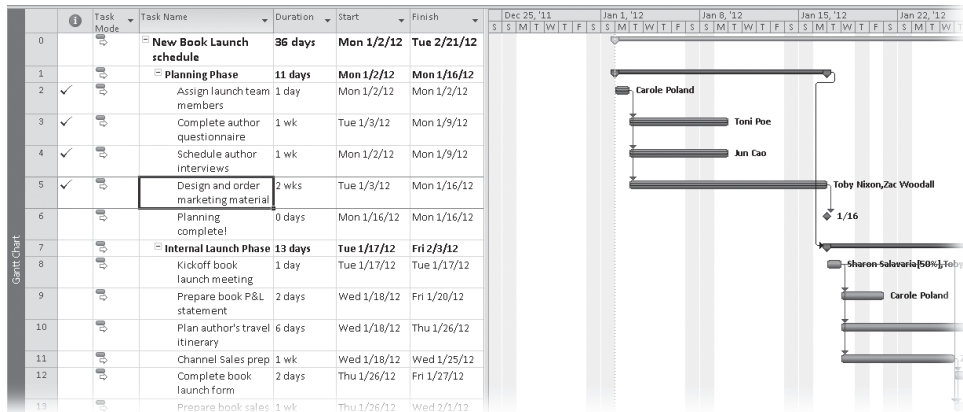 Task Mode Task Name Duration Start Finish Dec 25, '11 Jan 1, '12 Jan 8, '12 Jan 15, '12 Jan 22, '12
S S M T W T F S S M T W T F S S M T W T F S S M T W T F S S M T W
0 New Book Launch schedule 36 days Mon 1/2/12 Tue 2/21/12
1 Planning Phase 11 days Mon 1/2/12 Mon 1/16/12
2 Assign launch team members 1 day Mon 1/2/12 Mon 1/2/12 Carole Poland
3 Complete author questionnaire 1 wk Tue 1/3/12 Mon 1/9/12 Toni Poe
4 Schedule author interviews 1 wk Mon 1/2/12 Mon 1/9/12 Jun Cao
5 Design and order marketing material 2 wks Tue 1/3/12 Mon 1/16/12 Toby Nixon,Zac Woodall
6 Planning complete! 0 days Mon 1/16/12 Mon 1/16/12 1/16
7 Internal Launch Phase 13 days Tue 1/17/12 Fri 2/3/12
8 Kickoff book launch meeting 1 day Tue 1/17/12 Tue 1/17/12 Sharon Salavaria[50%],Toby
9 Prepare book P&L statement 2 days Wed 1/18/12 Fri 1/20/12 Carole Poland
10 Plan author's travel itinerary 6 days Wed 1/18/12 Thu 1/26/12
11 Channel Sales prep 1 wk Wed 1/18/12 Wed 1/25/12
12 Complete book launch form 2 days Thu 1/26/12 Fri 1/27/12
13 Prepare book sales 1 wk Thu 1/26/12 Wed 2/1/12
Gantt Chart